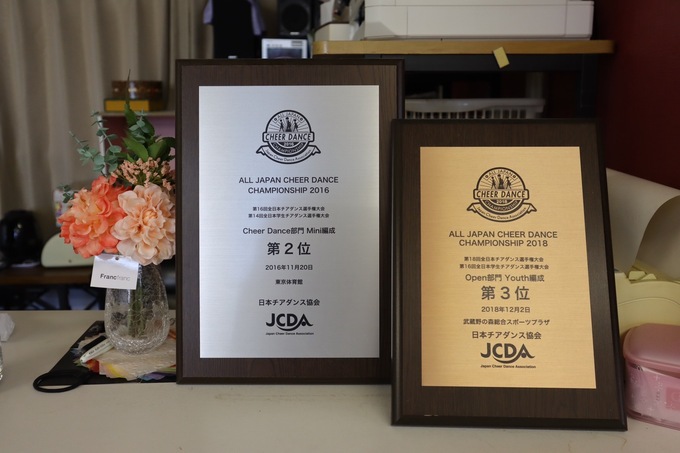 CHEER DANCE
2016
ALL JAPAN CHEER DANCE
CHAMPIONSHIP 2016
第16回全日本チアダンス選手権大会
第14回全日本学生チアダンス選手権大会
Cheer Dance部門 Mini編成
第2位
2016年11月20日
東京体育館
日本チアダンス協会
JCDA
Japan Cheer Dance Association
ALL JAPAN
CHEER DANCE
2018
ALL JAPAN CHEER DANCE
CHAMPIONSHIP 2018
第18回全日本チアダンス選手権大会
第16回全日本学生チアダンス選手権大会
Open部門 Youth編成
第3位
2018年12月2日
武蔵野の森総合スポーツプラザ
日本チアダンス協会
JCDA
Japan Cheer Dance Association
Francfranc